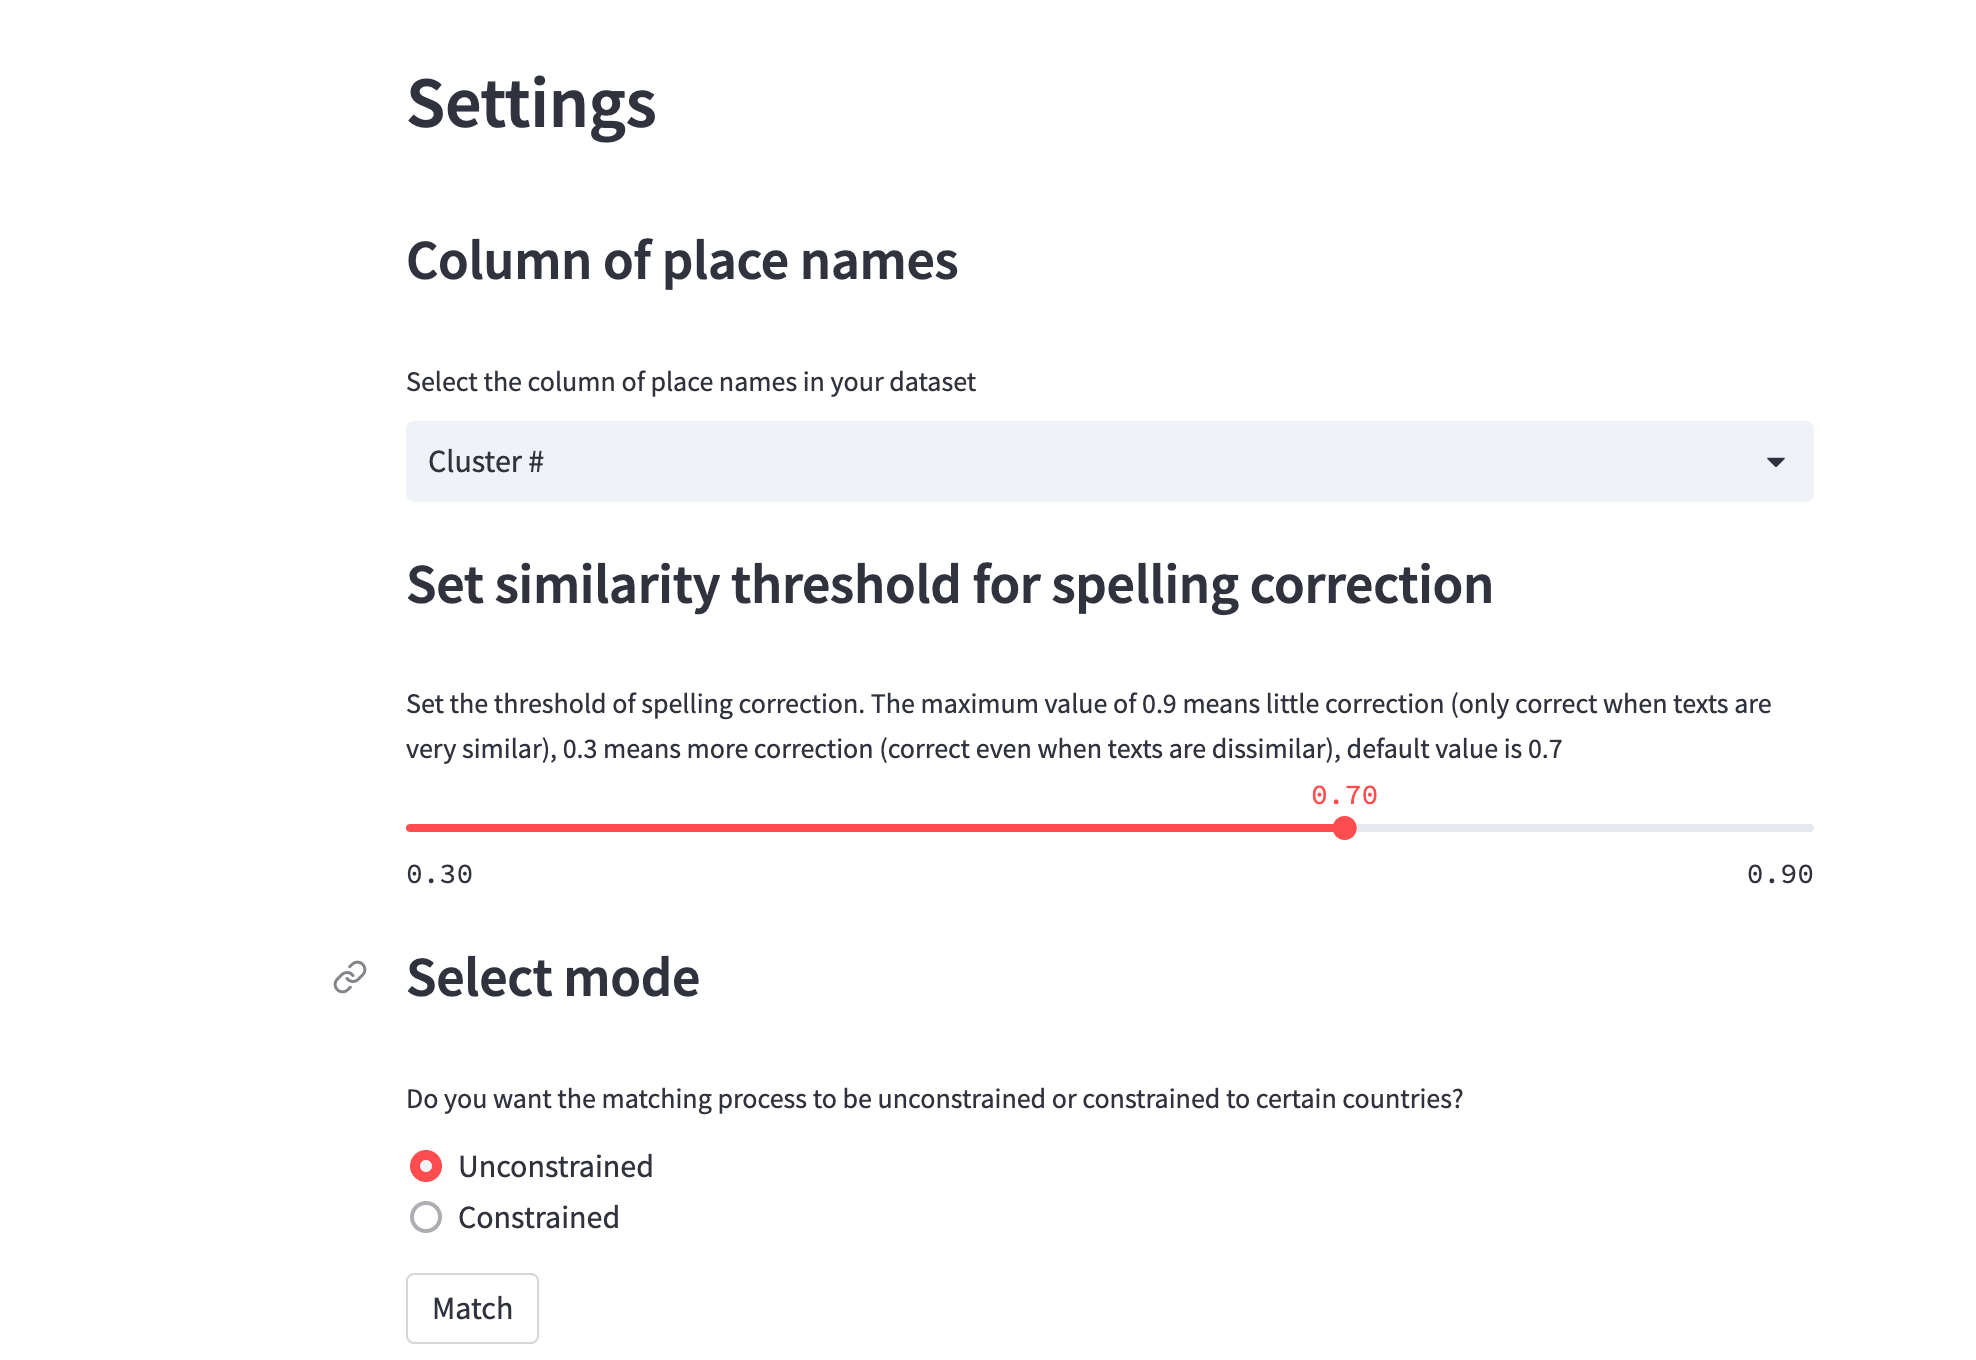 Settings
Column of place names
Select the column of place names in your dataset
Cluster #
Set similarity threshold for spelling correction
Set the threshold of spelling correction. The maximum value of 0.9 means little correction (only correct when texts are
very similar), 0.3 means more correction (correct even when texts are dissimilar), default value is 0.7
0.70
0.30 0.90
Select mode
Do you want the matching process to be unconstrained or constrained to certain countries?
Unconstrained
Constrained
Match